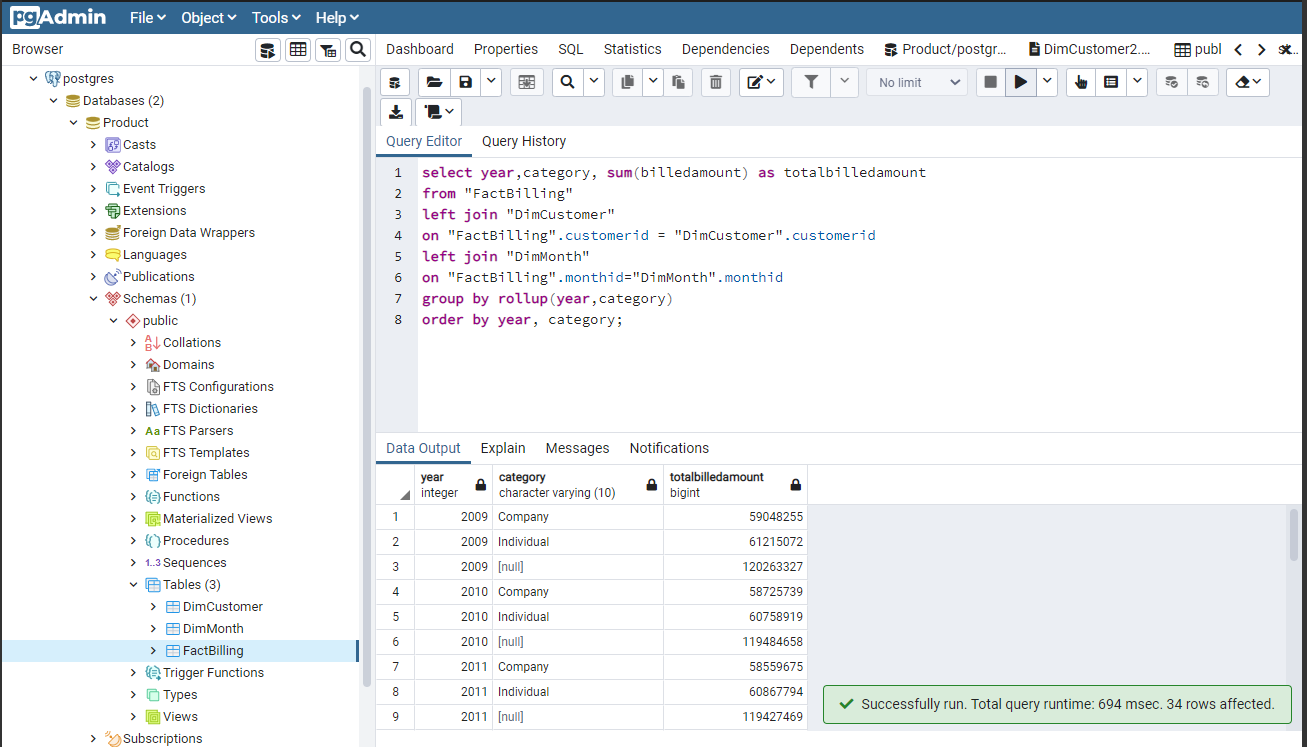 pgAdmin File Object Tools Help
Browser
Dashboard Properties SQL Statistics Dependencies Dependents Product/postgr... DimCustomer2.... publ
postgres
Databases (2)
Product
Casts
Catalogs
Event Triggers
Extensions
Foreign Data Wrappers
Languages
Publications
Schemas (1)
public
Collations
Domains
FTS Configurations
FTS Dictionaries
Aa FTS Parsers
FTS Templates
Foreign Tables
Functions
Materialized Views
Procedures
1..3 Sequences
Tables (3)
DimCustomer
DimMonth
FactBilling
Trigger Functions
Types
Views
Subscriptions
No limit
Query Editor Query History
1 select year,category, sum(billedamount) as totalbilledamount
2 from "FactBilling"
3 left join "DimCustomer"
4 on "FactBilling".customerid = "DimCustomer".customerid
5 left join "DimMonth"
6 on "FactBilling".monthid="DimMonth".monthid
7 group by rollup(year,category)
8 order by year, category;
Data Output Explain Messages Notifications
year category totalbilledamount
integer character varying (10) bigint
1 2009 Company 59048255
2 2009 Individual 61215072
3 2009 [null] 120263327
4 2010 Company 58725739
5 2010 Individual 60758919
6 2010 [null] 119484658
7 2011 Company 58559675
8 2011 Individual 60867794
9 2011 [null] 119427469
Successfully run. Total query runtime: 694 msec. 34 rows affected.